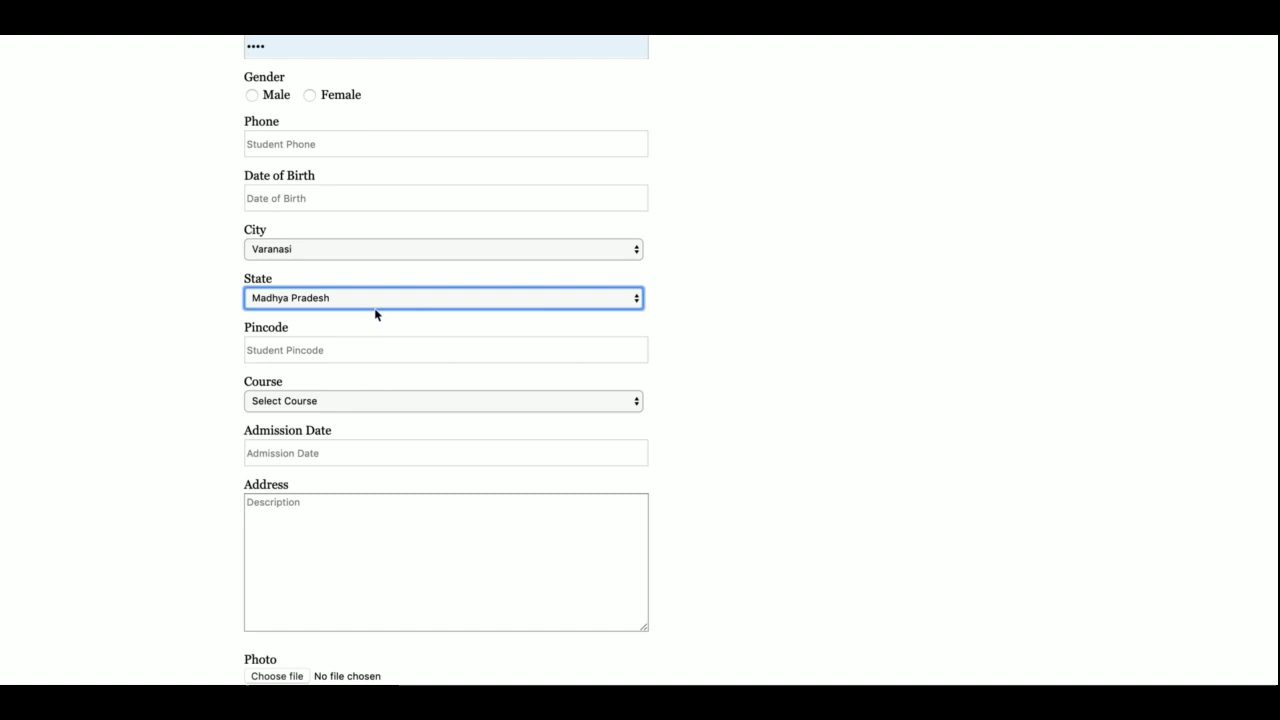 ••••
Gender
Male Female
Phone
Student Phone
Date of Birth
Date of Birth
City
Varanasi
State
Madhya Pradesh
Pincode
Student Pincode
Course
Select Course
Admission Date
Admission Date
Address
Description
Photo
Choose file No file chosen